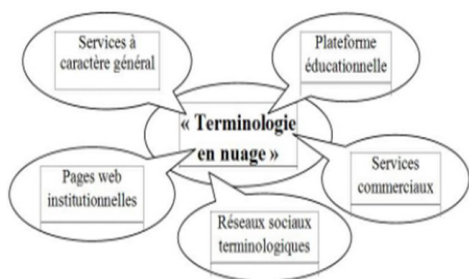 Services à
caractère général
Plateforme
éducationnelle
« Terminologie
en nuage »
Pages web
institutionnelles
Services
commerciaux
Réseaux sociaux
terminologiques